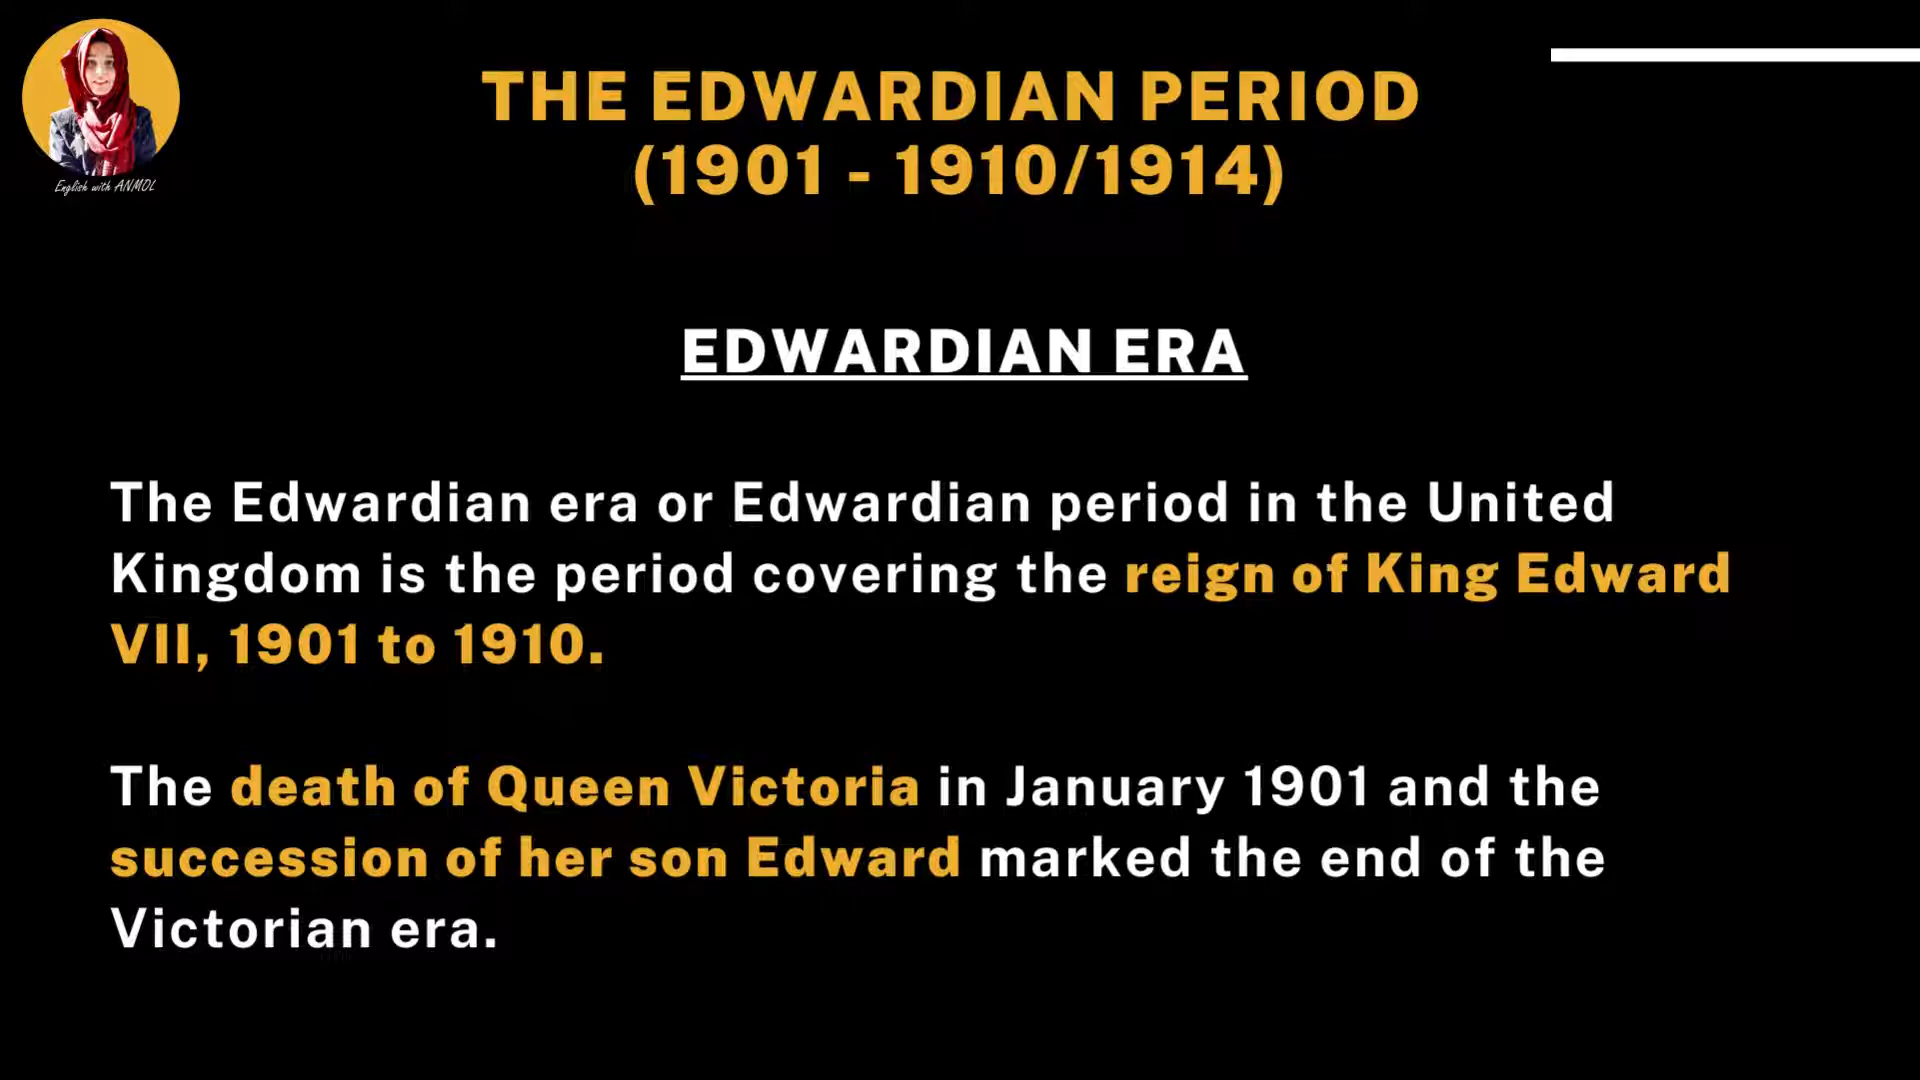 English with ANMOL
THE EDWARDIAN PERIOD
(1901 - 1910/1914)
EDWARDIAN ERA
The Edwardian era or Edwardian period in the United
Kingdom is the period covering the reign of King Edward
VII, 1901 to 1910.
The death of Queen Victoria in January 1901 and the
succession of her son Edward marked the end of the
Victorian era.